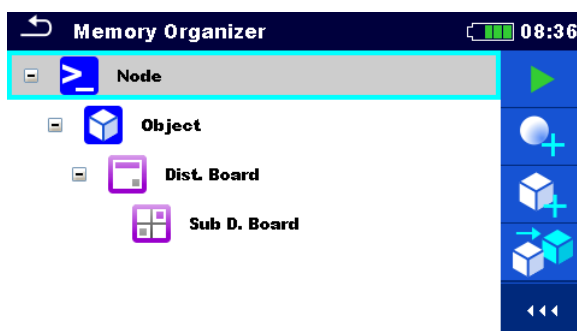 Memory Organizer 08:36
Node
Object
Dist. Board
Sub D. Board